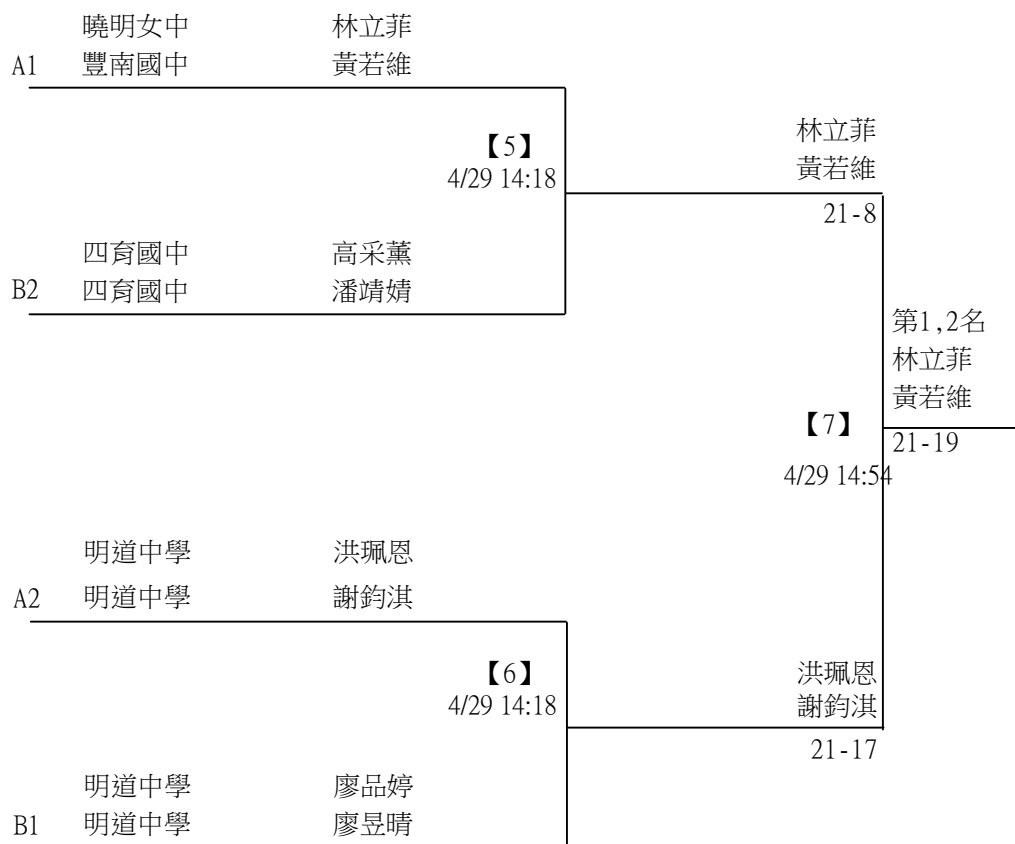 曉明女中 林立菲
A1 豐南國中 黃若維
【5】
4/29 14:18
林立菲
黃若維
21-8
四育國中 高采薰
B2 四育國中 潘靖婧
第1,2名
林立菲
黃若維
【7】
21-19
4/29 14:54
明道中學 洪珮恩
A2 明道中學 謝鈞淇
【6】
4/29 14:18
洪珮恩
謝鈞淇
21-17
明道中學 廖品婷
B1 明道中學 廖昱晴